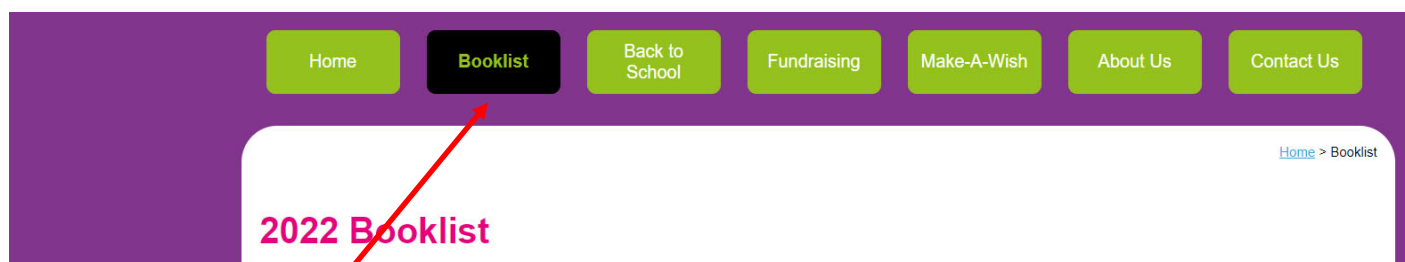 Home
Booklist
Back to
School
Fundraising
Make-A-Wish
About Us
Contact Us
Home > Booklist
2022 Booklist